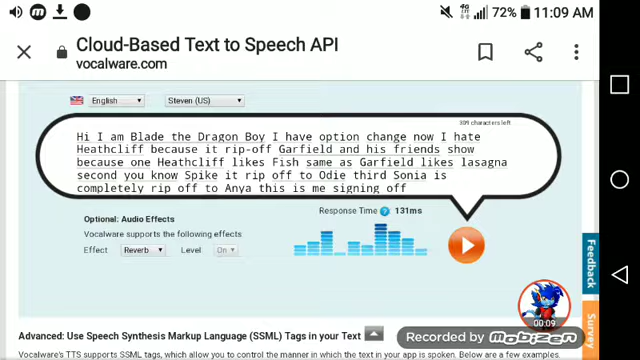 4G 72% 11:09 AM
Cloud-Based Text to Speech API
vocalware.com
English Steven (US)
309 characters left
Hi I am Blade the Dragon Boy I have option change now I hate
Heathcliff because it rip-off Garfield and his friends show
because one Heathcliff likes Fish same as Garfield likes lasagna
second you know Spike it rip off to Odie third Sonia is
completely rip off to Anya this is me signing off
Optional: Audio Effects
Response Time ? 131ms
Vocalware supports the following effects
Effect Reverb Level On
Feedback
Survey
00:09
Recorded by
mobizen
Advanced: Use Speech Synthesis Markup Language (SSML) Tags in your Text
Vocalware's TTS supports SSML tags, which allow you to control the manner in which the text in your app is spoken. Below are a few examples.